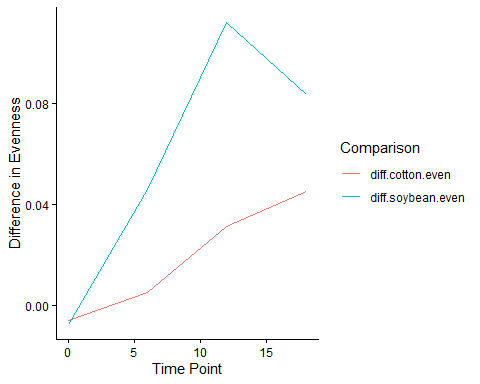 Difference in Evenness
0.08
0.04
0.00
0
5
10
15
Time Point
Comparison
diff.cotton.even
diff.soybean.even